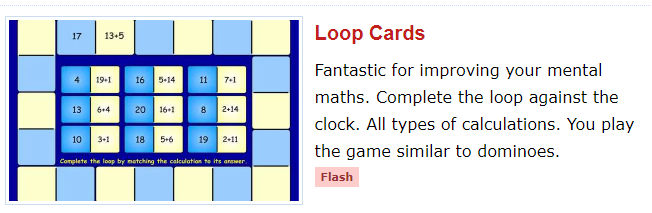 17 13+5
4 19+1 16 5+14 11 7+1
13 6+4 20 16+1 8 2+14
10 3+1 18 5+6 19 2+11
Complete the loop by matching the calculation to its answer.
Loop Cards
Fantastic for improving your mental
maths. Complete the loop against the
clock. All types of calculations. You play
the game similar to dominoes.
Flash